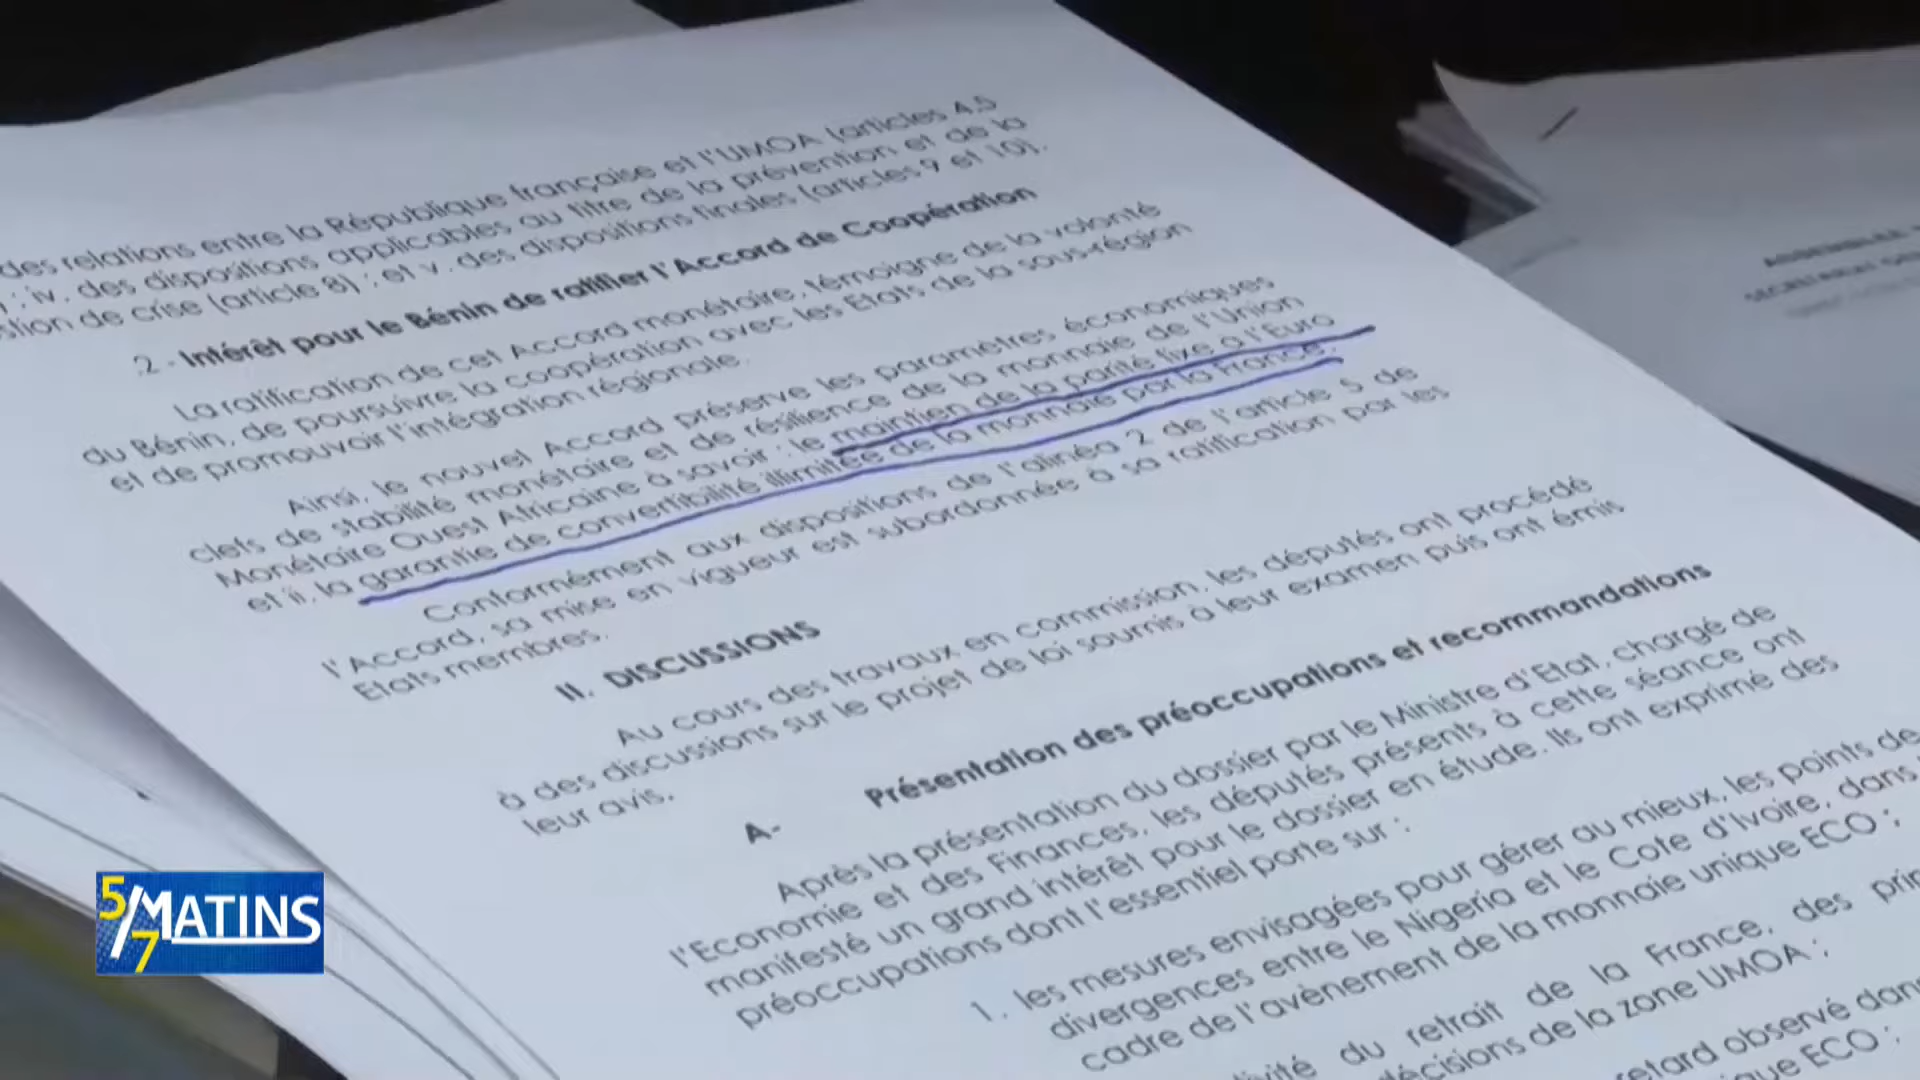 des relations entre la République française et l'UMOA (articles 4,5
; iv. des dispositions applicables au titre de la prévention et de la
stion de crise (article 8) ; et v. des dispositions finales (articles 9 et 10).
2 - Intérêt pour le Bénin de ratifier l'Accord de Coopération
La ratification de cet Accord monétaire, témoigne de la volonté
du Bénin, de poursuivre la coopération avec les Etats de la sous-région
et de promouvoir l'intégration régionale.
Ainsi, le nouvel Accord préserve les paramètres économiques
clefs de stabilité monétaire et de résilience de la monnaie de l'Union
Monétaire Ouest Africaine à savoir : le maintien de la parité fixe à l'Euro
et ii. la garantie de convertibilité illimitée de la monnaie par la France.
Conformément aux dispositions de l'alinéa 2 de l'article 5 de
l'Accord, sa mise en vigueur est subordonnée à sa ratification par les
Etats membres.
II. DISCUSSIONS
Au cours des travaux en commission, les députés ont procédé
à des discussions sur le projet de loi soumis à leur examen puis ont émis
leur avis.
A- Présentation des préoccupations et recommandations
Après la présentation du dossier par le Ministre d'Etat, chargé de
l'Economie et des Finances, les députés présents à cette séance ont
manifesté un grand intérêt pour le dossier en étude. Ils ont exprimé des
préoccupations dont l'essentiel porte sur :
1. les mesures envisagées pour gérer au mieux, les points de
divergences entre le Nigeria et le Cote d'Ivoire, dans
cadre de l'avènement de la monnaie unique ECO ;
ivité du retrait de la France, des prin
décisions de la zone UMOA ;
retard observé dans
que ECO ;
5/7 MATINS